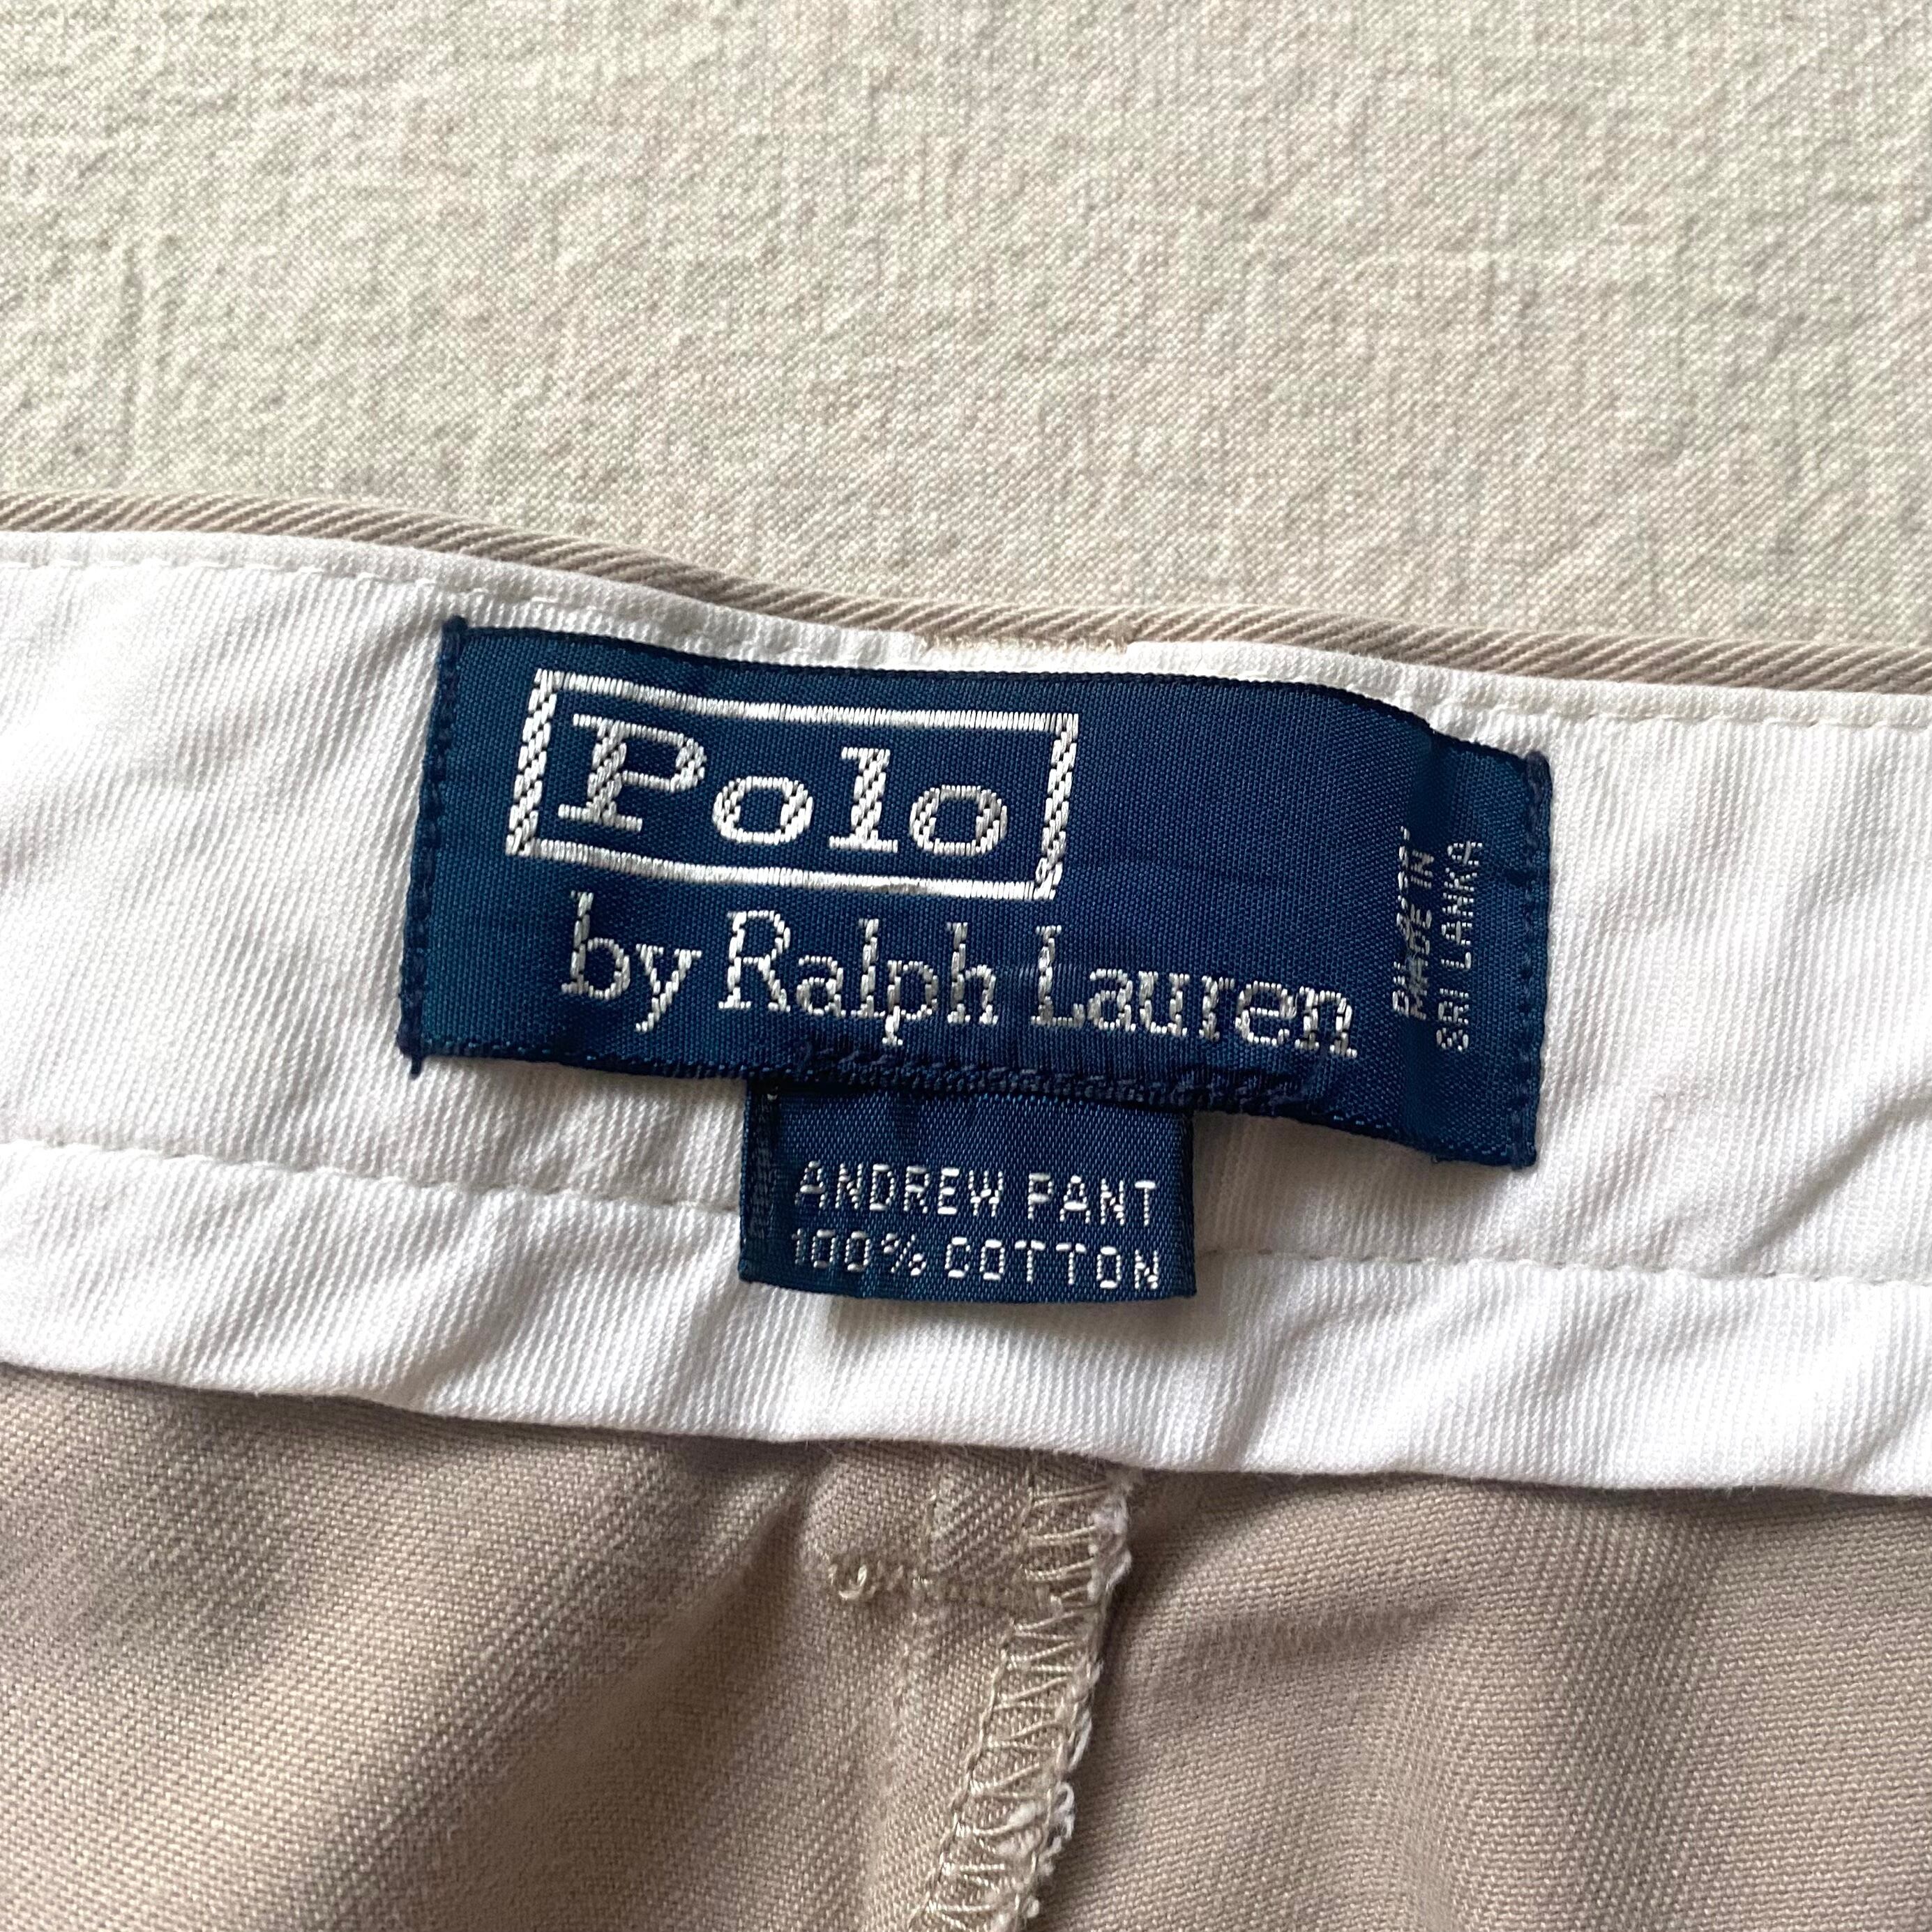 Polo
by Ralph Lauren
MADE IN
SRI LANKA
ANDREW PANT
100% COTTON